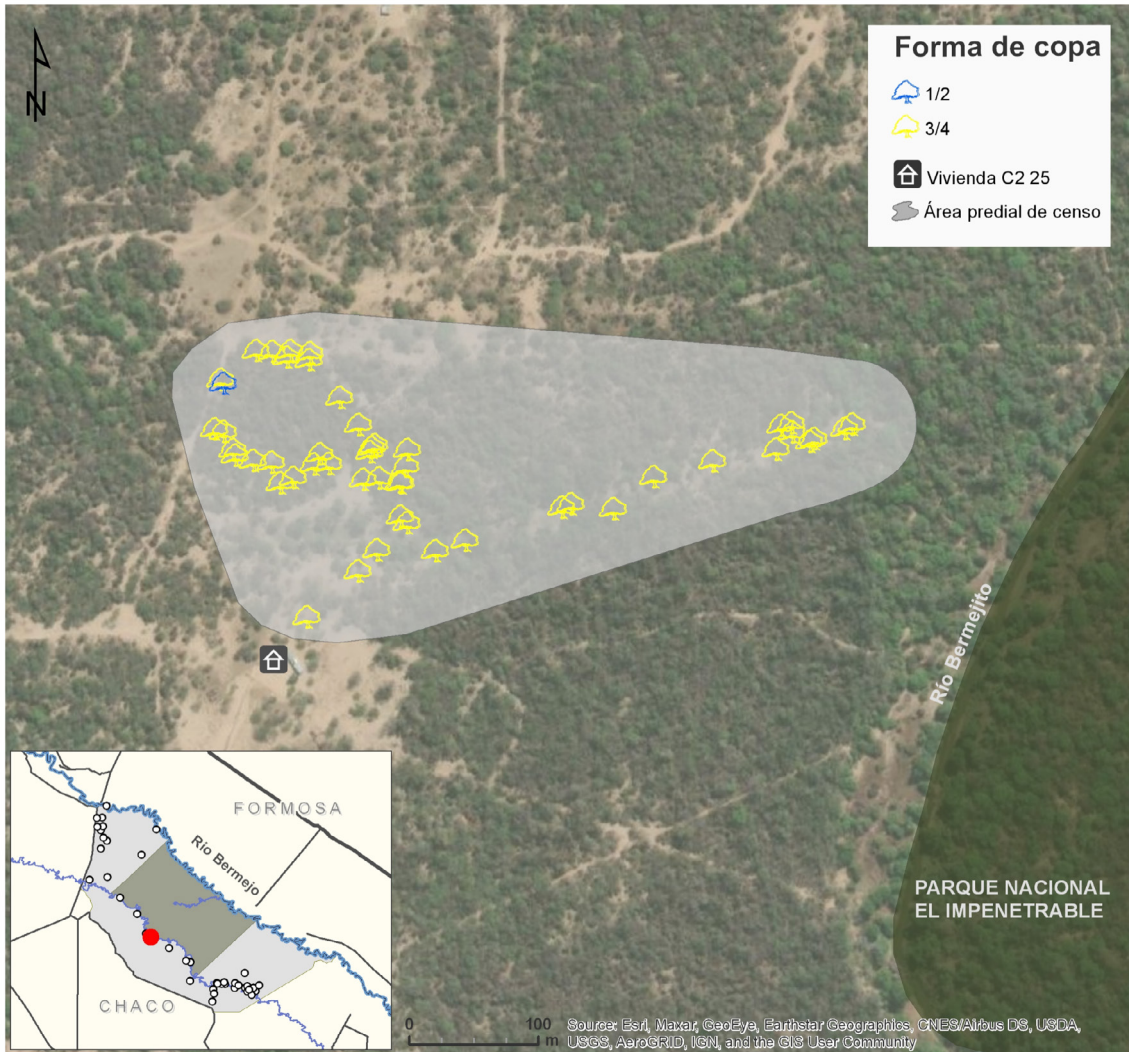 N
Forma de copa
1/2
3/4
Vivienda C2 25
Área predial de censo
Río Bermejito
PARQUE NACIONAL
EL IMPENETRABLE
FORMOSA
Río Bermejo
CHACO
0 100
m
Source: Esri, Maxar, GeoEye, Earthstar Geographics, CNES/Airbus DS, USDA,
USGS, AeroGRID, IGN, and the GIS User Community